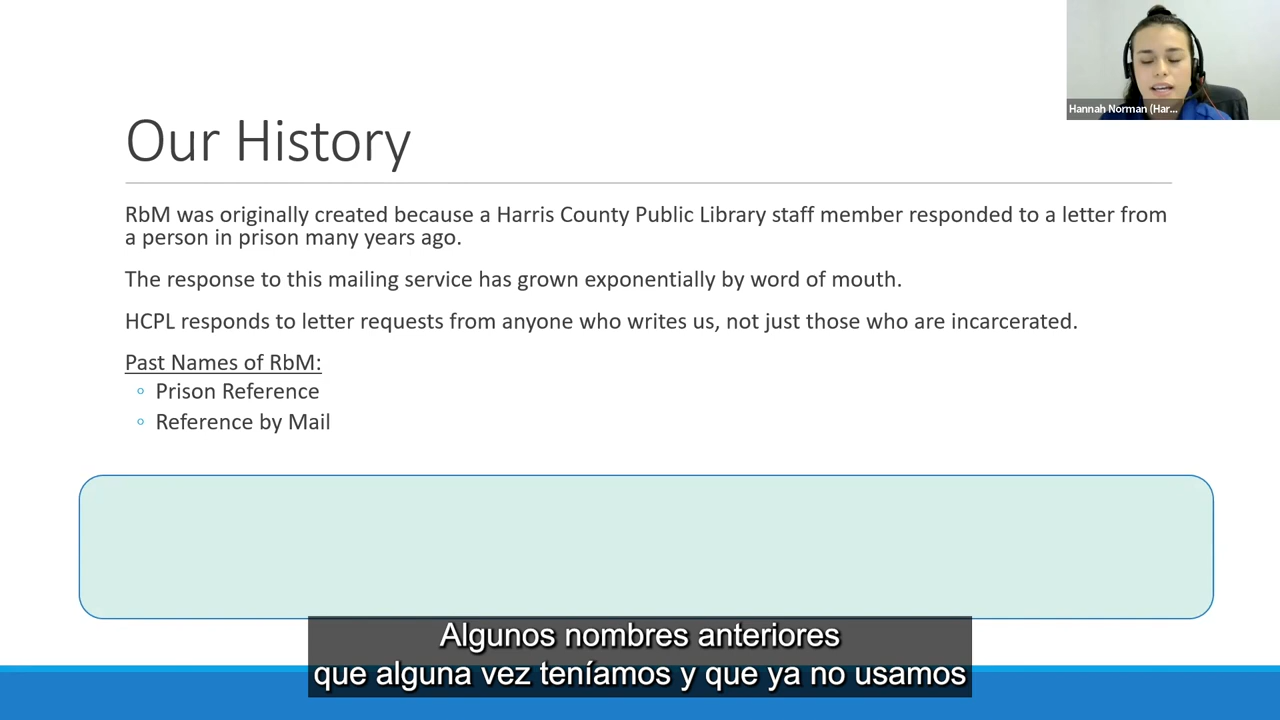 Hannah Norman (Har...
Our History
RbM was originally created because a Harris County Public Library staff member responded to a letter from
a person in prison many years ago.
The response to this mailing service has grown exponentially by word of mouth.
HCPL responds to letter requests from anyone who writes us, not just those who are incarcerated.
Past Names of RbM:
◦ Prison Reference
◦ Reference by Mail
Algunos nombres anteriores
que alguna vez teníamos y que ya no usamos